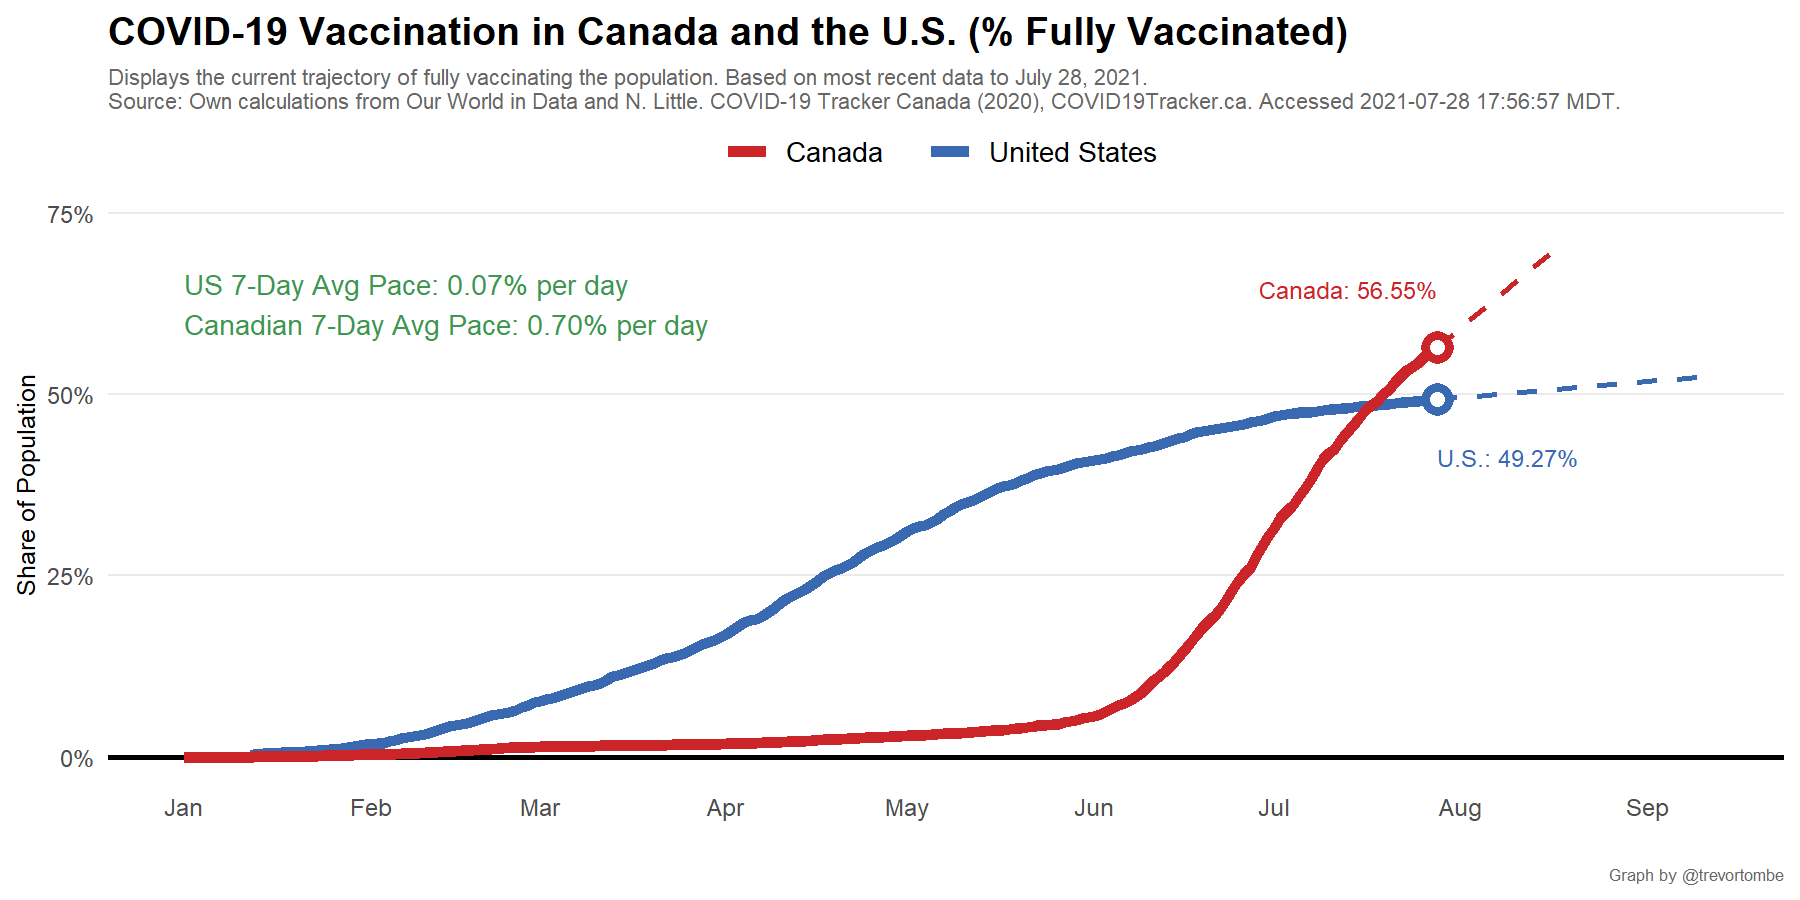 COVID-19 Vaccination in Canada and the U.S. (% Fully Vaccinated)
Displays the current trajectory of fully vaccinating the population. Based on most recent data to July 28, 2021.
Source: Own calculations from Our World in Data and N. Little. COVID-19 Tracker Canada (2020), COVID19Tracker.ca. Accessed 2021-07-28 17:56:57 MDT.
Canada United States
75%
US 7-Day Avg Pace: 0.07% per day
Canadian 7-Day Avg Pace: 0.70% per day
Canada: 56.55%
50%
U.S.: 49.27%
Share of Population
25%
0%
Jan Feb Mar Apr May Jun Jul Aug Sep
Graph by @trevortombe